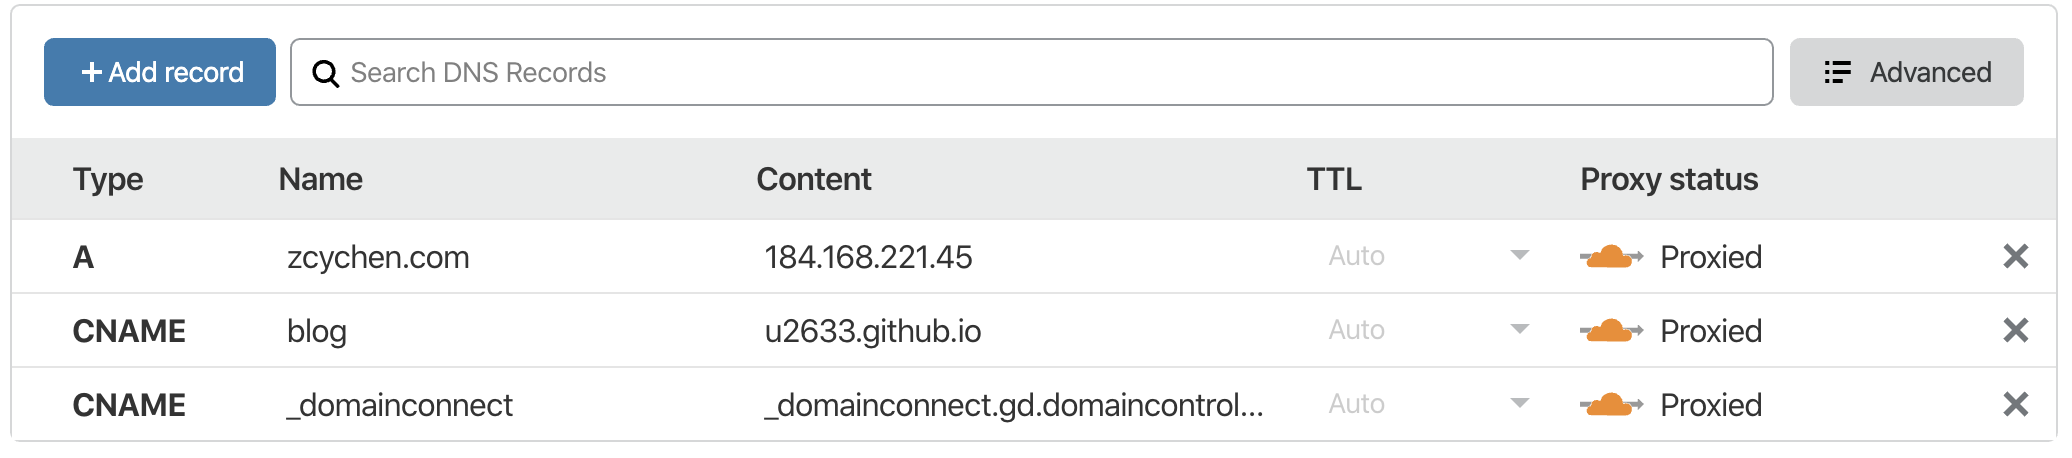 + Add record Search DNS Records Advanced
Type Name Content TTL Proxy status
A zcychen.com 184.168.221.45 Auto Proxied
CNAME blog u2633.github.io Auto Proxied
CNAME _domainconnect _domainconnect.gd.domaincontrol... Auto Proxied